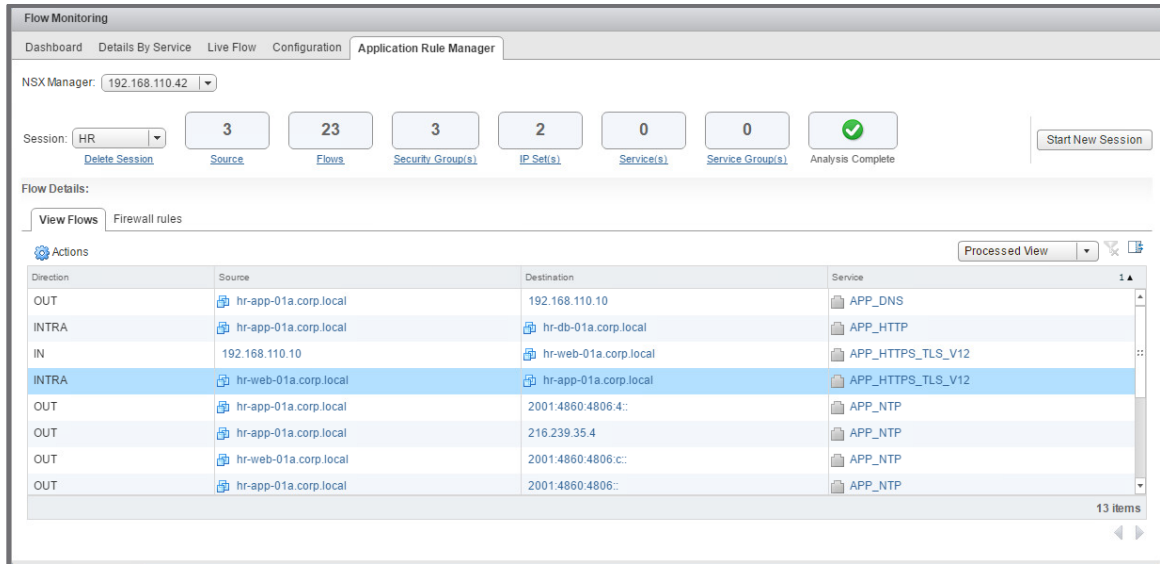 Flow Monitoring
Dashboard Details By Service Live Flow Configuration Application Rule Manager
NSX Manager: 192.168.110.42
Session: HR 3 23 3 2 0 0 Start New Session
Delete Session Source Flows Security Group(s) IP Set(s) Service(s) Service Group(s) Analysis Complete
Flow Details:
View Flows Firewall rules
Actions Processed View
Direction Source Destination Service 1
OUT hr-app-01a.corp.local 192.168.110.10 APP_DNS
INTRA hr-app-01a.corp.local hr-db-01a.corp.local APP_HTTP
IN 192.168.110.10 hr-web-01a.corp.local APP_HTTPS_TLS_V12
INTRA hr-web-01a.corp.local hr-app-01a.corp.local APP_HTTPS_TLS_V12
OUT hr-app-01a.corp.local 2001:4860:4806:4:: APP_NTP
OUT hr-app-01a.corp.local 216.239.35.4 APP_NTP
OUT hr-web-01a.corp.local 2001:4860:4806:c:: APP_NTP
OUT hr-app-01a.corp.local 2001:4860:4806:: APP_NTP
13 items